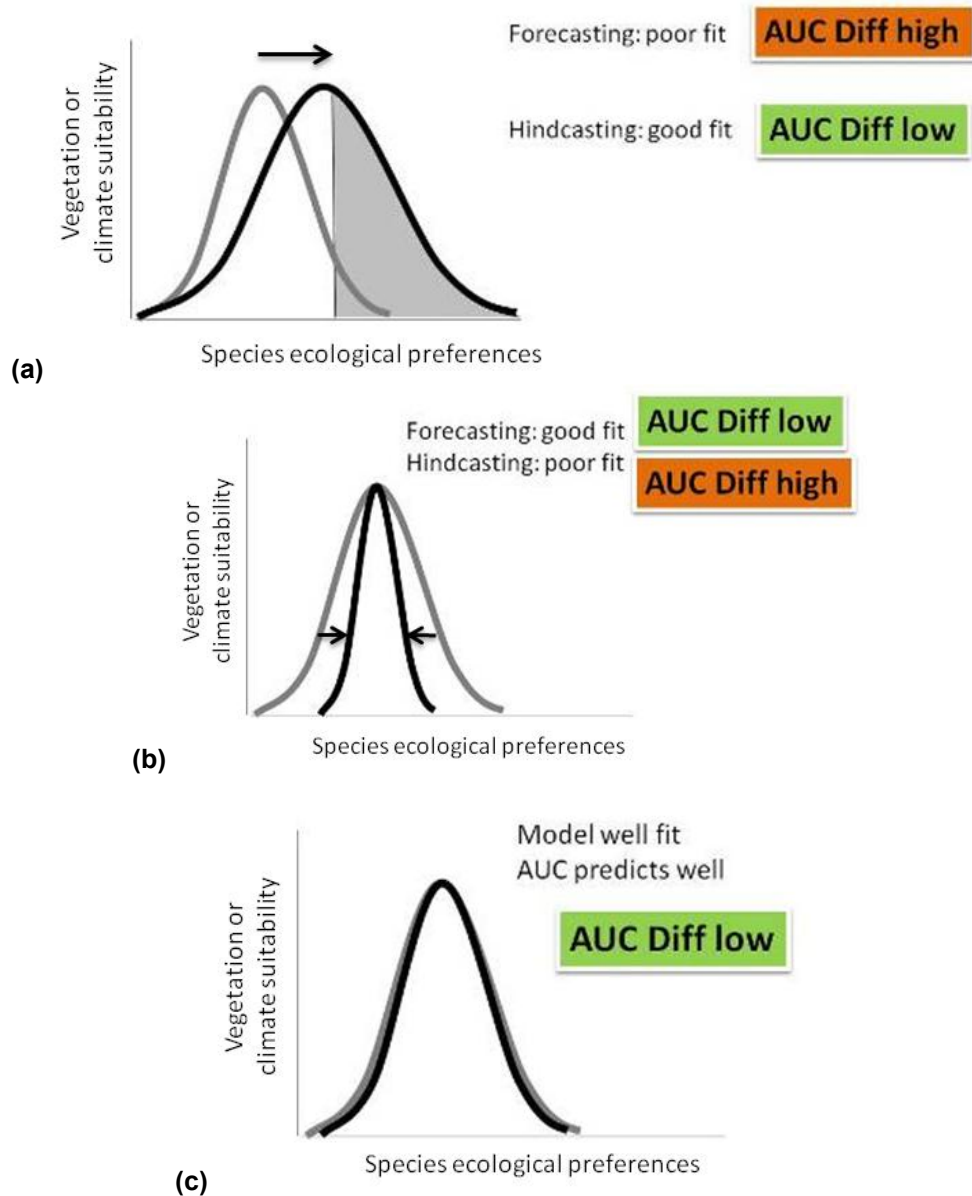 Forecasting: poor fit
AUC Diff high
Hindcasting: good fit
AUC Diff low
Vegetation or
climate suitability
Species ecological preferences
(a)
Forecasting: good fit
AUC Diff low
Hindcasting: poor fit
AUC Diff high
Vegetation or
climate suitability
Species ecological preferences
(b)
Model well fit
AUC predicts well
AUC Diff low
Vegetation or
climate suitability
Species ecological preferences
(c)